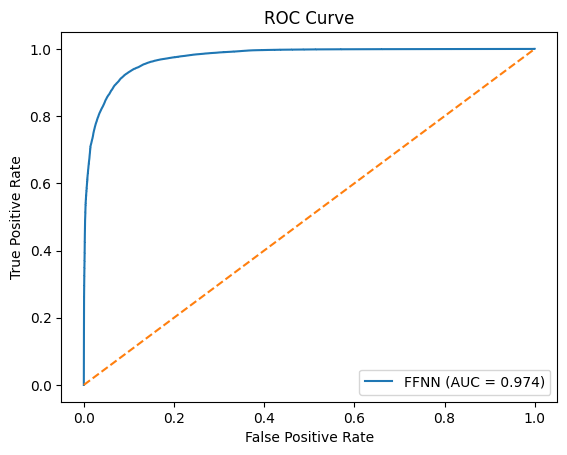 ROC Curve
True Positive Rate
1.0
0.8
0.6
0.4
0.2
0.0
0.0 0.2 0.4 0.6 0.8 1.0
False Positive Rate
FFNN (AUC = 0.974)